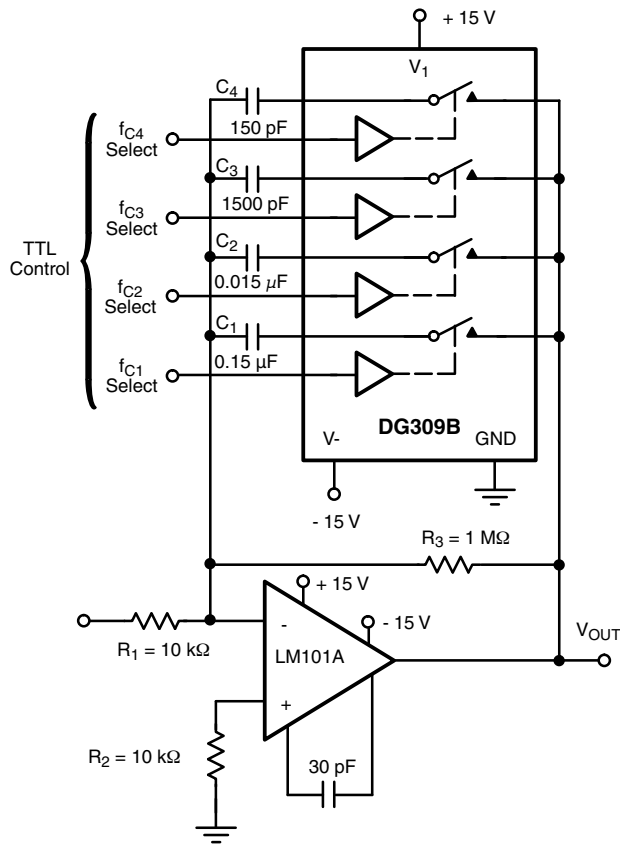 + 15 V
V1
C4
fC4
Select
150 pF
C3
fC3
Select
1500 pF
C2
TTL
Control
fC2
Select
0.015 µF
C1
fC1
Select
0.15 µF
DG309B
V-
GND
- 15 V
R3 = 1 MΩ
+ 15 V
- 15 V
-
VOUT
R1 = 10 kΩ
LM101A
+
R2 = 10 kΩ
30 pF